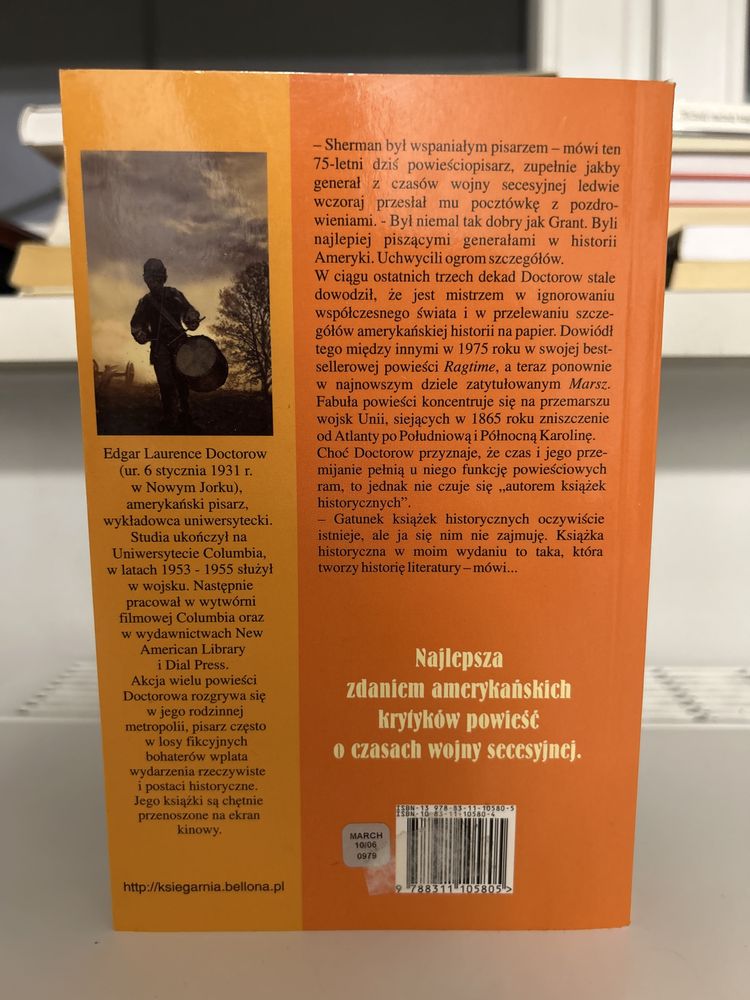 – Sherman był wspaniałym pisarzem – mówi ten
75-letni dziś powieściopisarz, zupełnie jakby
generał z czasów wojny secesyjnej ledwie
wczoraj przesłał mu pocztówkę z pozdro-
wieniami. - Był niemal tak dobry jak Grant. Byli
najlepiej piszącymi generałami w historii
Ameryki. Uchwycili ogrom szczegółów.
W ciągu ostatnich trzech dekad Doctorow stale
dowodził, że jest mistrzem w ignorowaniu
współczesnego świata i w przelewaniu szcze-
gółów amerykańskiej historii na papier. Dowiódł
tego między innymi w 1975 roku w swojej best-
sellerowej powieści Ragtime, a teraz ponownie
w najnowszym dziele zatytułowanym Marsz.
Fabuła powieści koncentruje się na przemarszu
wojsk Unii, siejących w 1865 roku zniszczenie
od Atlanty po Południową i Północną Karolinę.
Choć Doctorow przyznaje, że czas i jego prze-
mijanie pełnią u niego funkcję powieściowych
ram, to jednak nie czuje się „autorem książek
historycznych”.
– Gatunek książek historycznych oczywiście
istnieje, ale ja się nim nie zajmuję. Książka
historyczna w moim wydaniu to taka, która
tworzy historię literatury – mówi...
Edgar Laurence Doctorow
(ur. 6 stycznia 1931 r.
w Nowym Jorku),
amerykański pisarz,
wykładowca uniwersytecki.
Studia ukończył na
Uniwersytecie Columbia,
w latach 1953 - 1955 służył
w wojsku. Następnie
pracował w wytwórni
filmowej Columbia oraz
w wydawnictwach New
American Library
i Dial Press.
Akcja wielu powieści
Doctorowa rozgrywa się
w jego rodzinnej
metropolii, pisarz często
w losy fikcyjnych
bohaterów wplata
wydarzenia rzeczywiste
i postaci historyczne.
Jego książki są chętnie
przenoszone na ekran
kinowy.
http://ksiegarnia.bellona.pl
Najlepsza
zdaniem amerykańskich
krytyków powieść
o czasach wojny secesyjnej.
MARCH
10/06
0979
ISBN-13 978-83-11-10580-5
ISBN-10 83-11-10580-4
9 788311 105805>